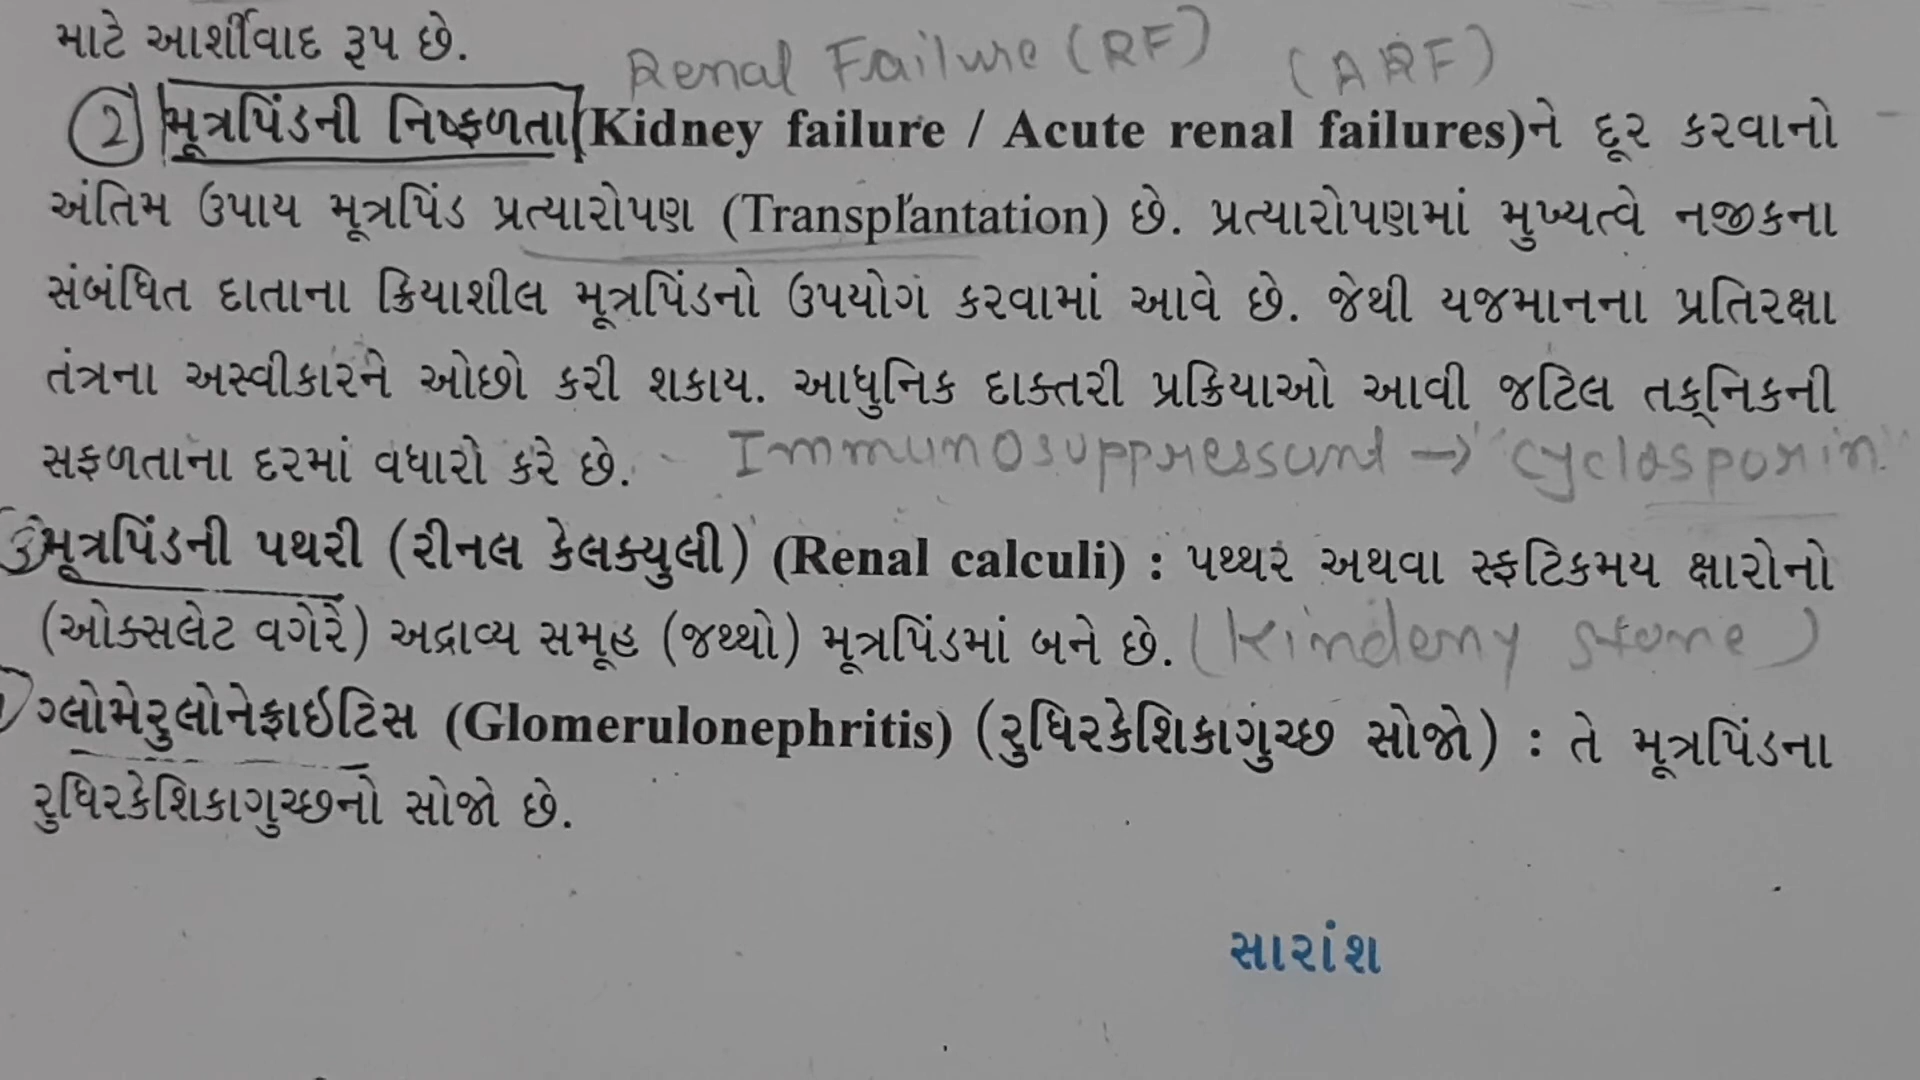 માટે આર્શીવાદ રૂપ છે.
Renal Failure (RF) (ARF)
(2) મૂત્રપિંડની નિષ્ફળતા (Kidney failure / Acute renal failures)ને દૂર કરવાનો
અંતિમ ઉપાય મૂત્રપિંડ પ્રત્યારોપણ (Transplantation) છે. પ્રત્યારોપણમાં મુખ્યત્વે નજીકના
સંબંધિત દાતાના ક્રિયાશીલ મૂત્રપિંડનો ઉપયોગ કરવામાં આવે છે. જેથી યજમાનના પ્રતિરક્ષા
તંત્રના અસ્વીકારને ઓછો કરી શકાય. આધુનિક દાક્તરી પ્રક્રિયાઓ આવી જટિલ તક્નિકની
સફળતાના દરમાં વધારો કરે છે. - Immunosuppressant → "Cyclosporin"
(3) મૂત્રપિંડની પથરી (રીનલ કેલક્યુલી) (Renal calculi) : પથ્થર અથવા સ્ફટિકમય ક્ષારોનો
(ઓક્સલેટ વગેરે) અદ્રાવ્ય સમૂહ (જથ્થો) મૂત્રપિંડમાં બને છે. (Kindeny stone)
ગ્લોમેરુલોનેફ્રાઇટિસ (Glomerulonephritis) (રુધિરકેશિકાગુચ્છ સોજો) : તે મૂત્રપિંડના
રુધિરકેશિકાગુચ્છનો સોજો છે.
સારાંશ